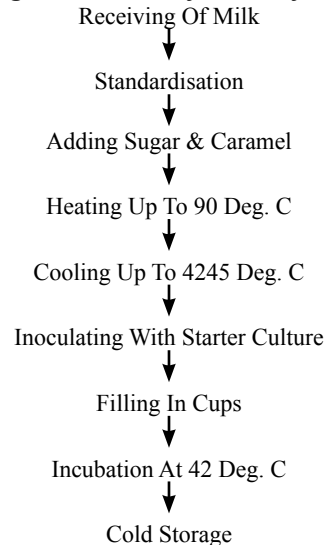 Receiving Of Milk
Standardisation
Adding Sugar & Caramel
Heating Up To 90 Deg. C
Cooling Up To 4245 Deg. C
Inoculating With Starter Culture
Filling In Cups
Incubation At 42 Deg. C
Cold Storage